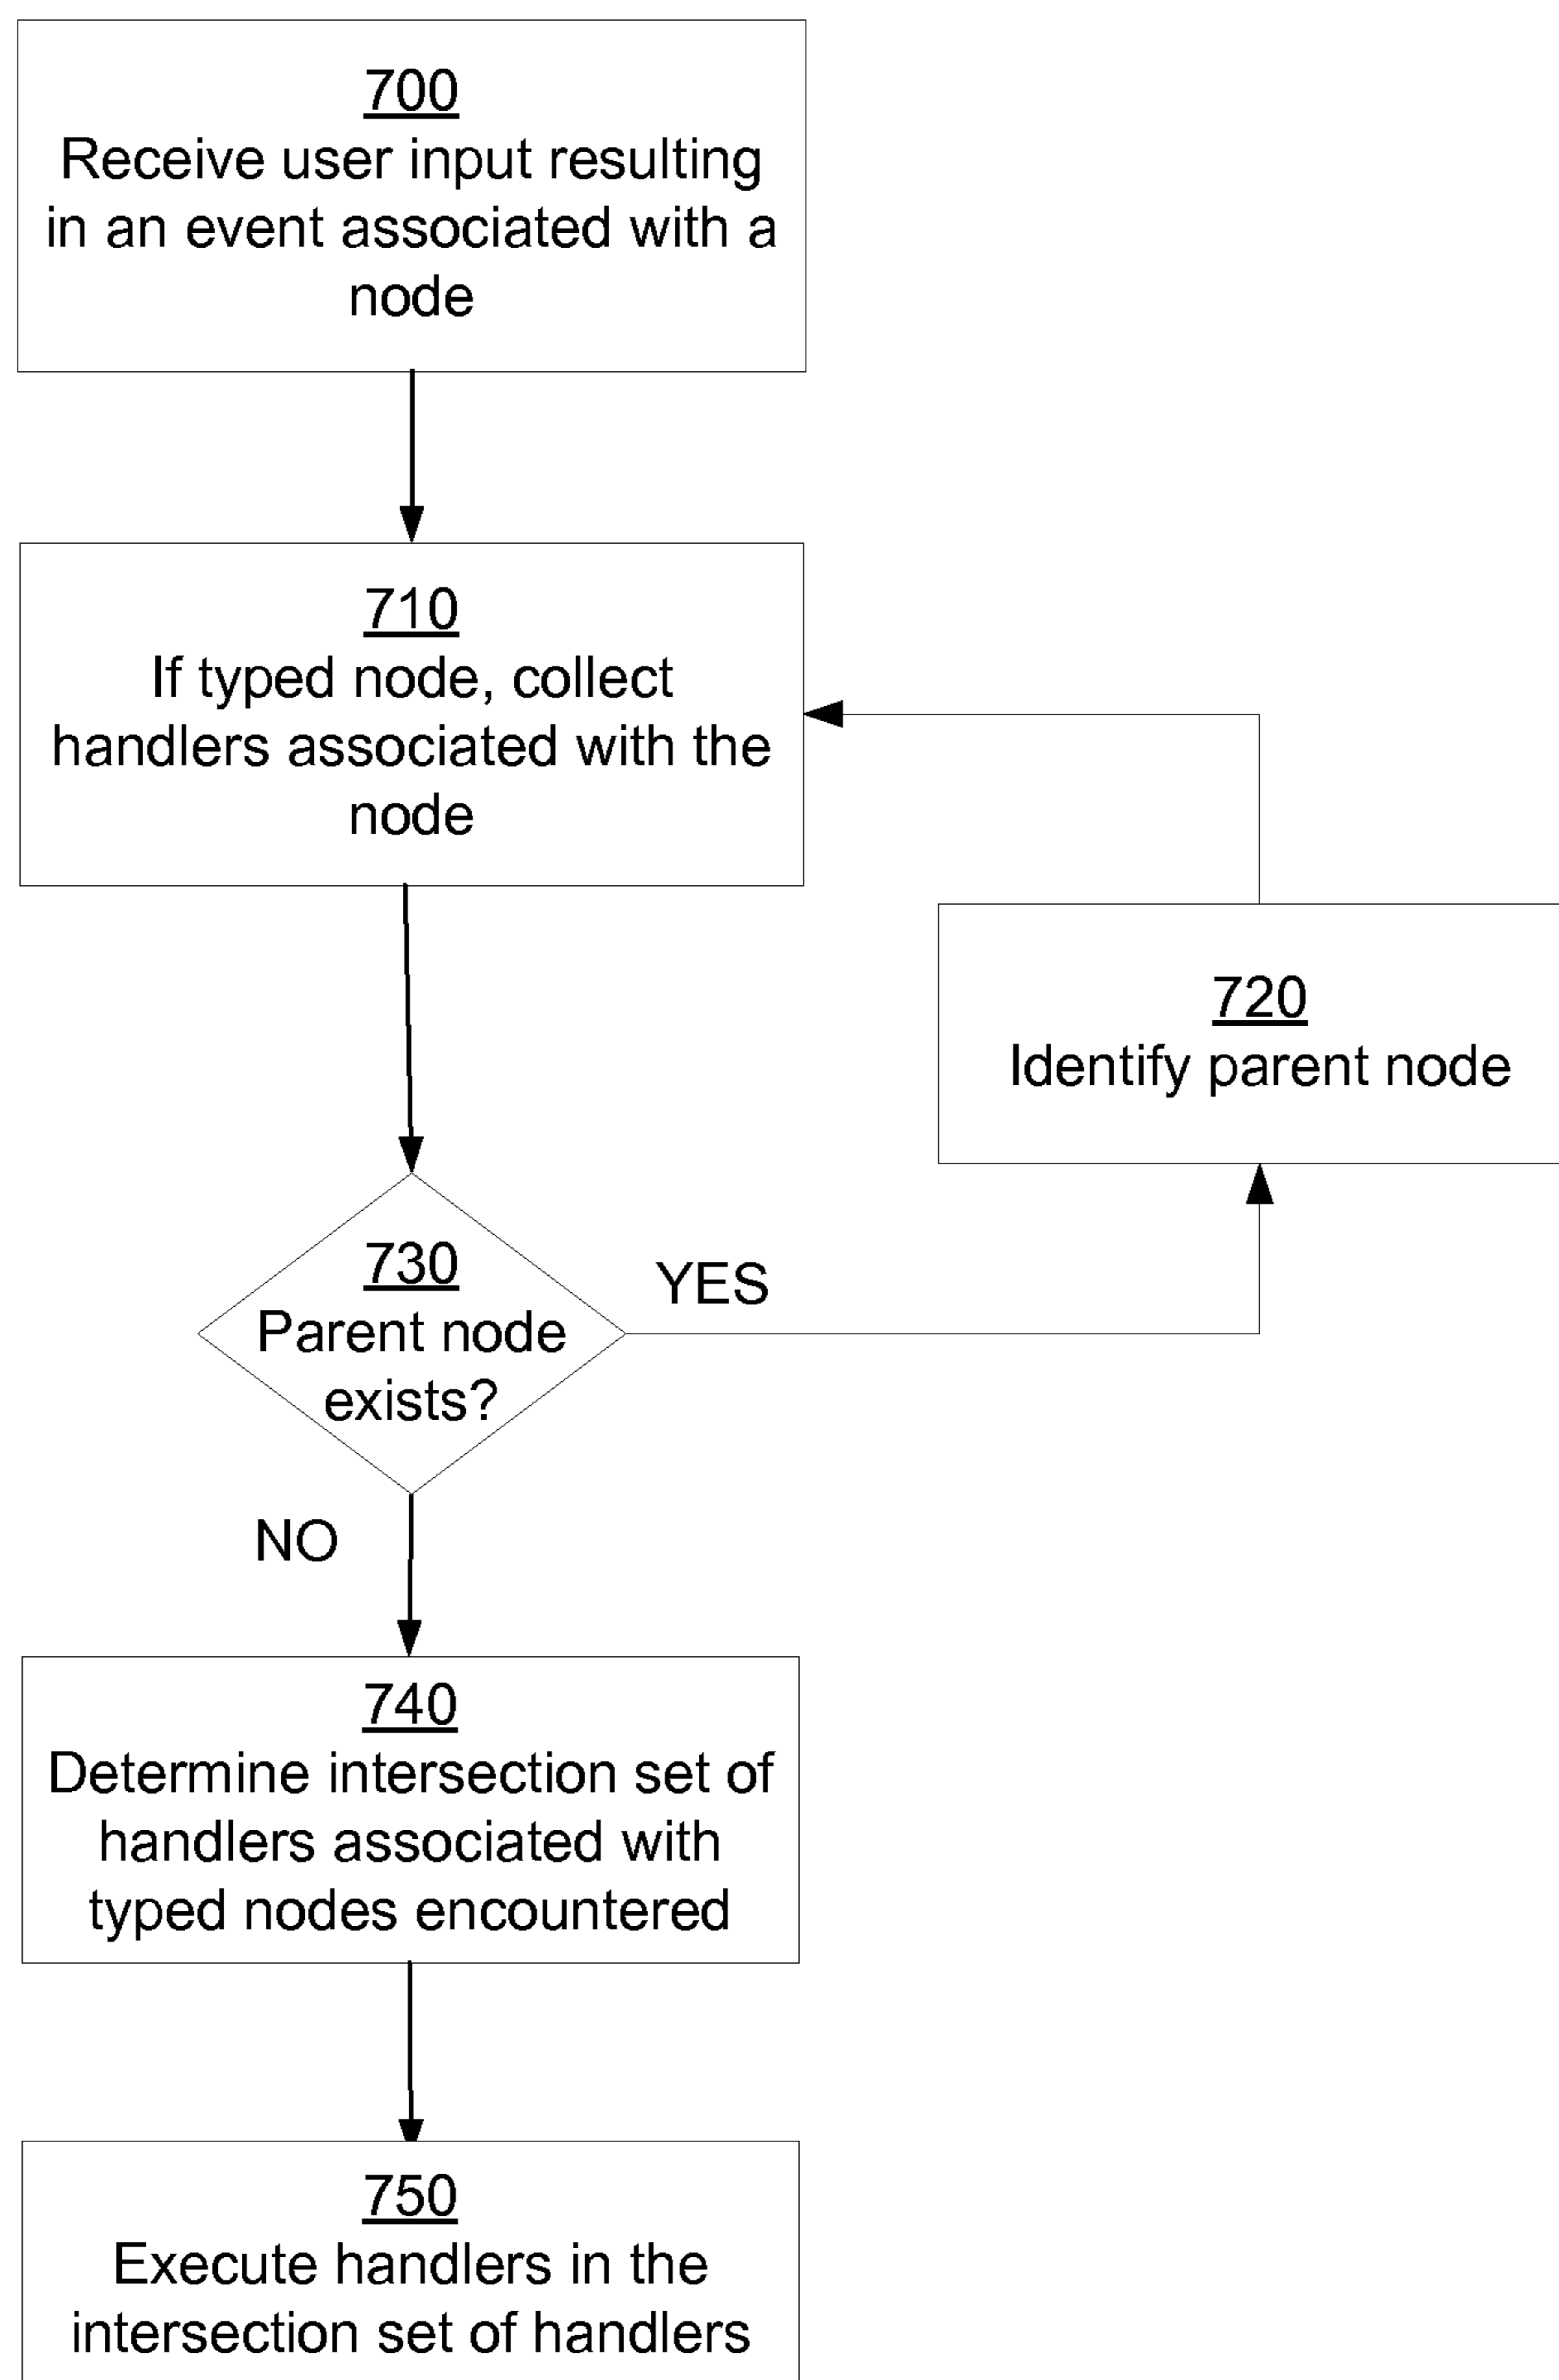 700
Receive user input resulting
in an event associated with a
node
710
If typed node, collect
handlers associated with the
node
720
Identify parent node
730
Parent node
exists?
YES
NO
740
Determine intersection set of
handlers associated with
typed nodes encountered
750
Execute handlers in the
intersection set of handlers